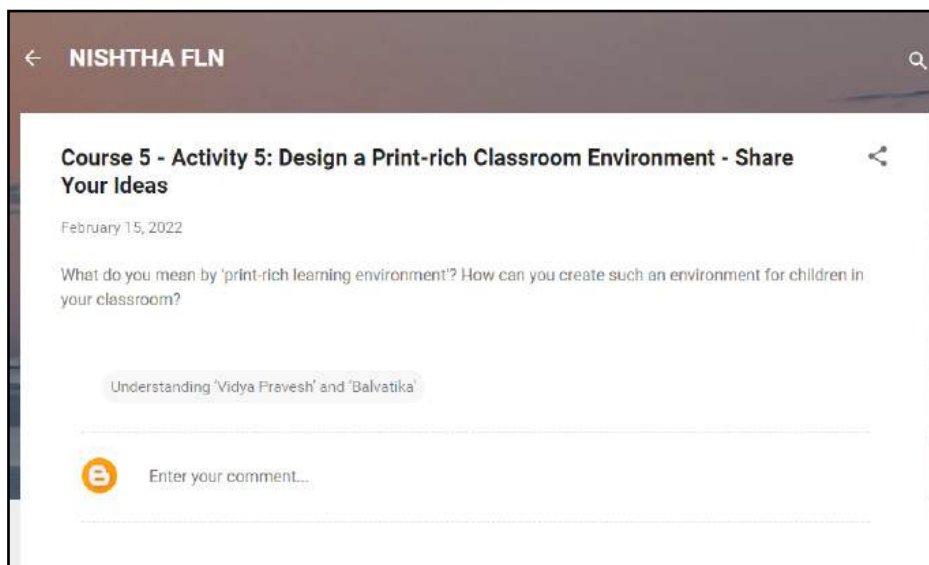 NISHTHA FLN
Course 5 - Activity 5: Design a Print-rich Classroom Environment - Share
Your Ideas
February 15, 2022
What do you mean by 'print-rich learning environment'? How can you create such an environment for children in
your classroom?
Understanding 'Vidya Pravesh' and 'Balvatika'
Enter your comment...